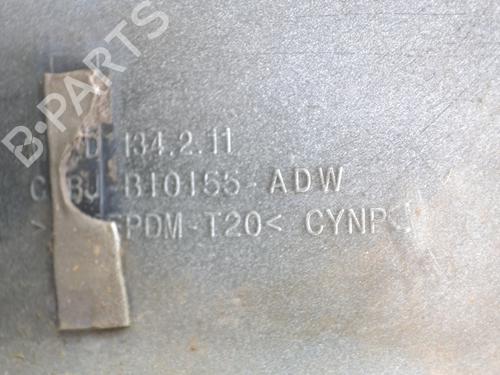 B-PARTS
134.2.11
B10155-ADW
PDM-T20< CYNP<